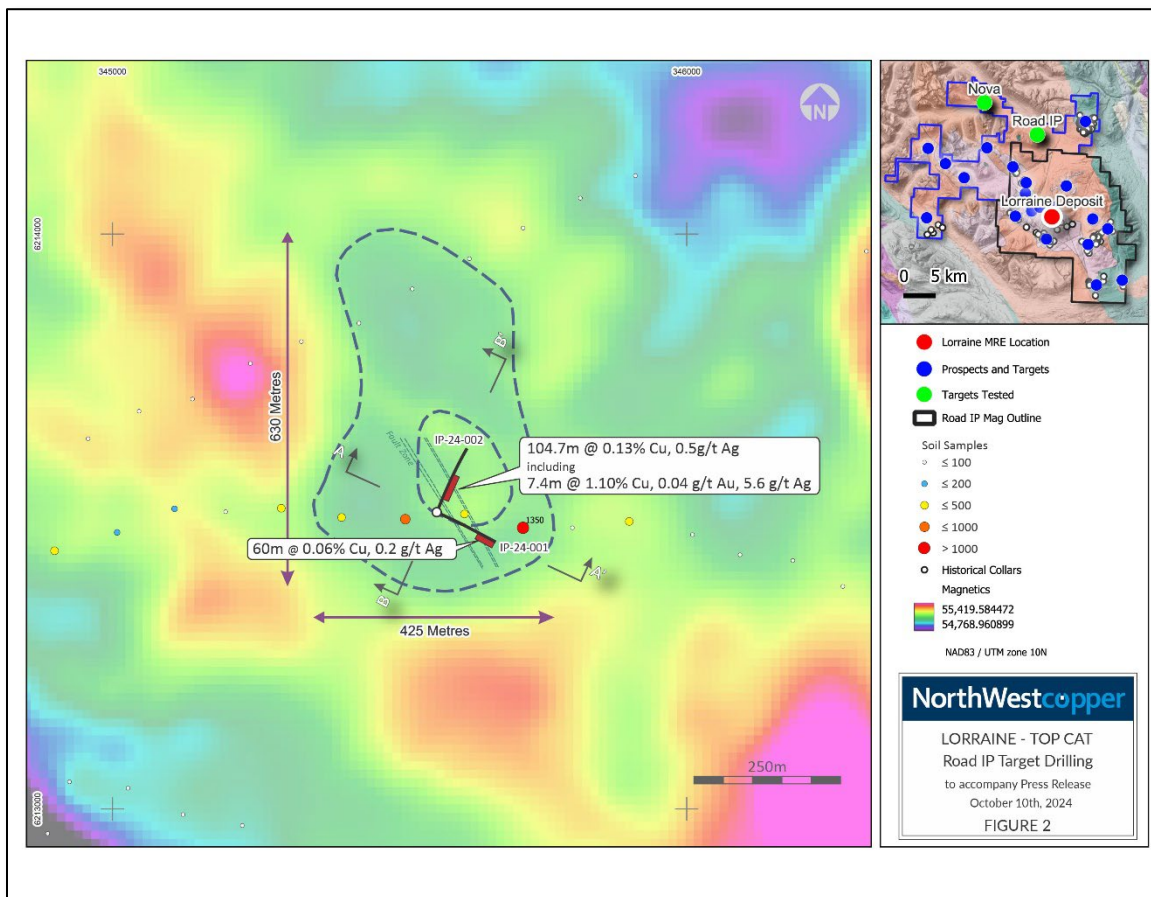 345000
346000
N
6214000
6213000
630 Metres
425 Metres
Fault Zone
IP-24-002
B
A
104.7m @ 0.13% Cu, 0.5g/t Ag
including
7.4m @ 1.10% Cu, 0.04 g/t Au, 5.6 g/t Ag
1350
IP-24-001
60m @ 0.06% Cu, 0.2 g/t Ag
A'
B
250m
Nova
Road IP
Lorraine Deposit
0 5 km
Lorraine MRE Location
Prospects and Targets
Targets Tested
Road IP Mag Outline
Soil Samples
≤ 100
≤ 200
≤ 500
≤ 1000
> 1000
Historical Collars
Magnetics
55,419.584472
54,768.960899
NAD83 / UTM zone 10N
NorthWestcopper
LORRAINE - TOP CAT
Road IP Target Drilling
to accompany Press Release
October 10th, 2024
FIGURE 2